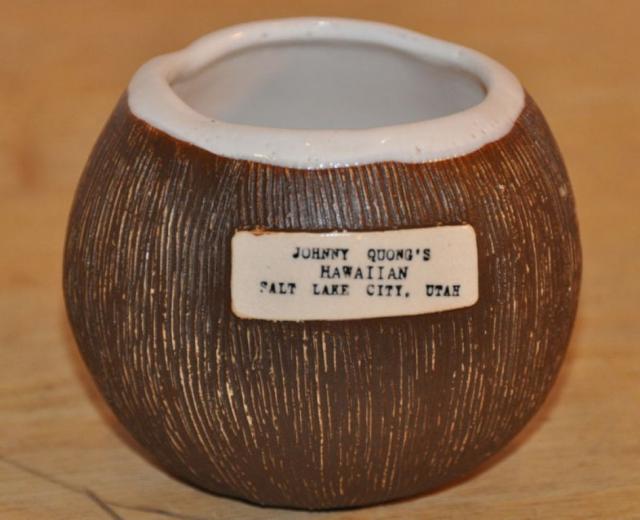 JOHNNY QUONG'S
HAWAIIAN
SALT LAKE CITY, UTAH